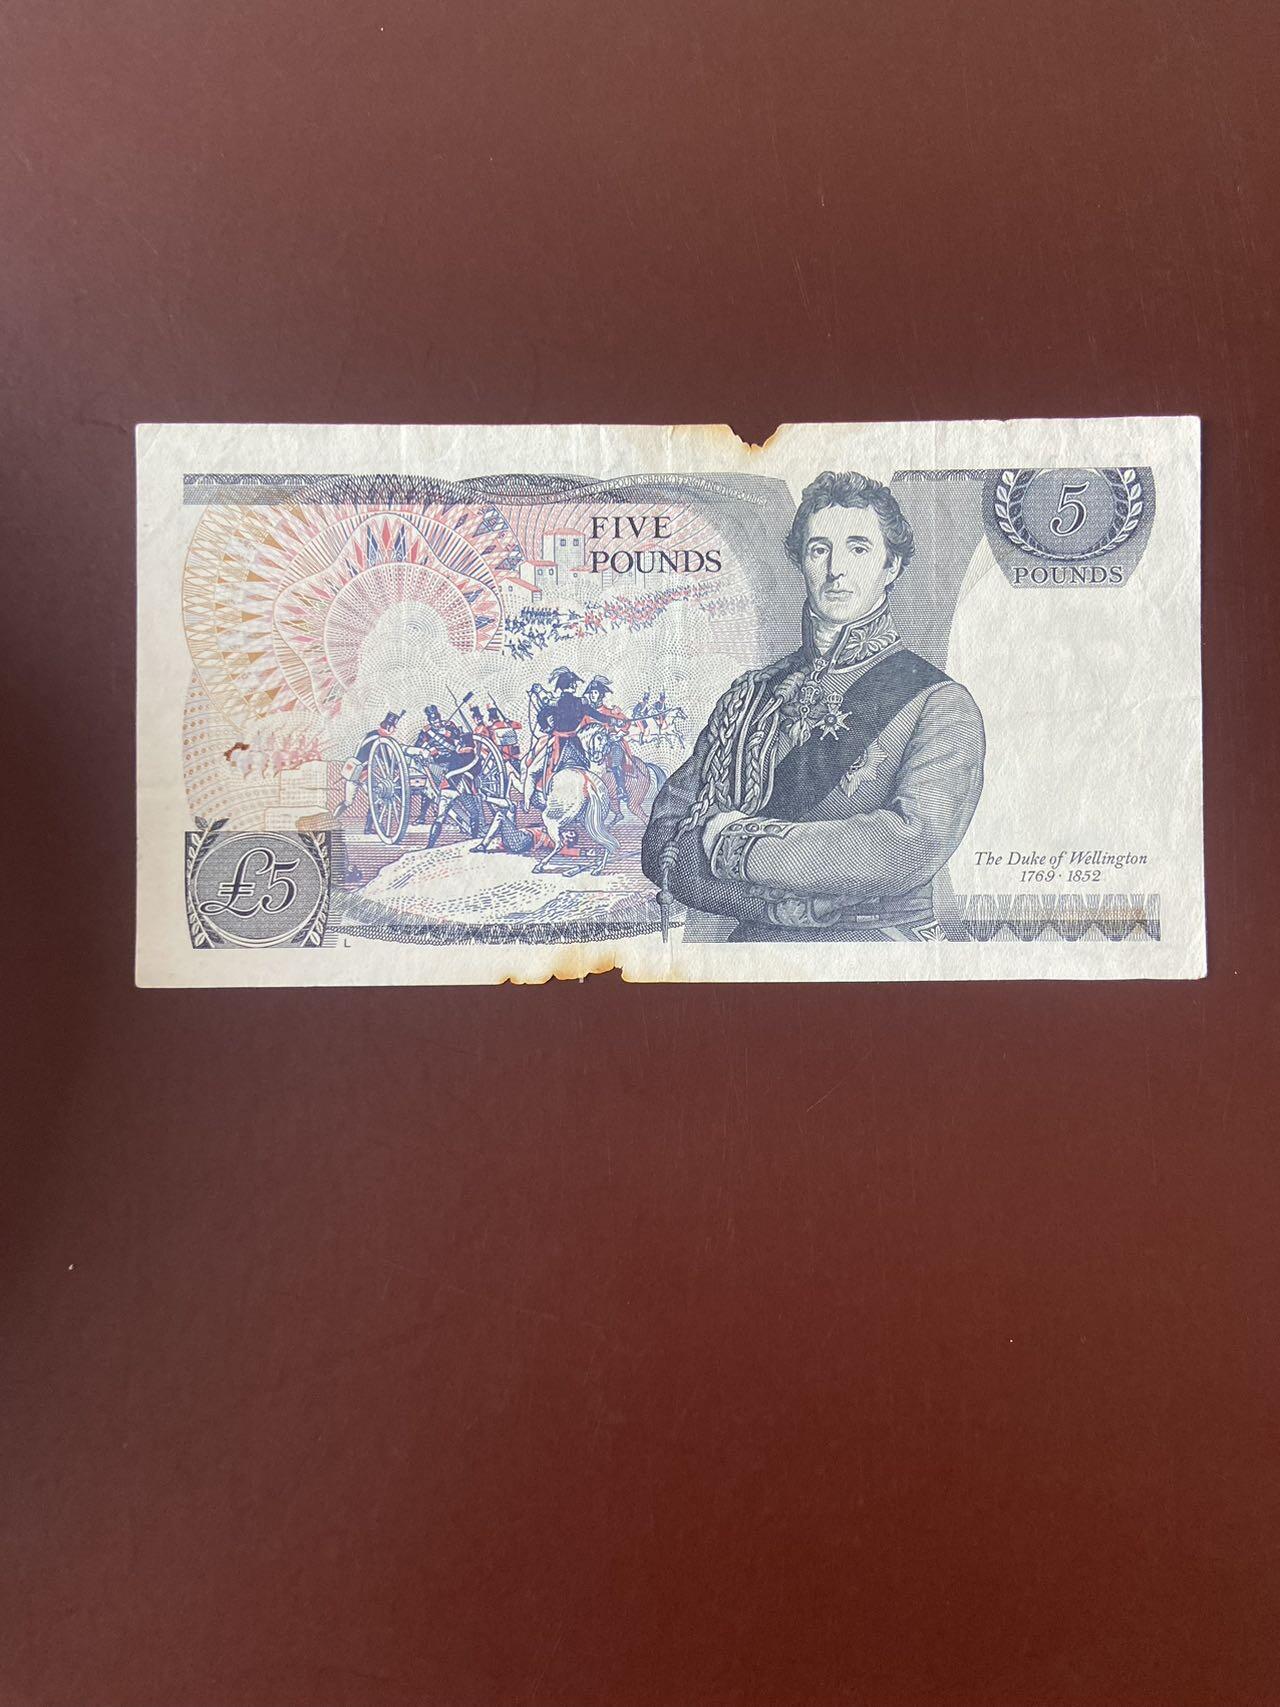 FIVE
POUNDS
5
POUNDS
The Duke of Wellington
1769 · 1852
£5
L